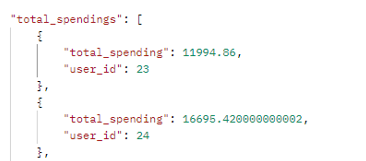 "total_spendings": [
{
"total_spending": 11994.86,
"user_id": 23
},
{
"total_spending": 16695.420000000002,
"user_id": 24
},